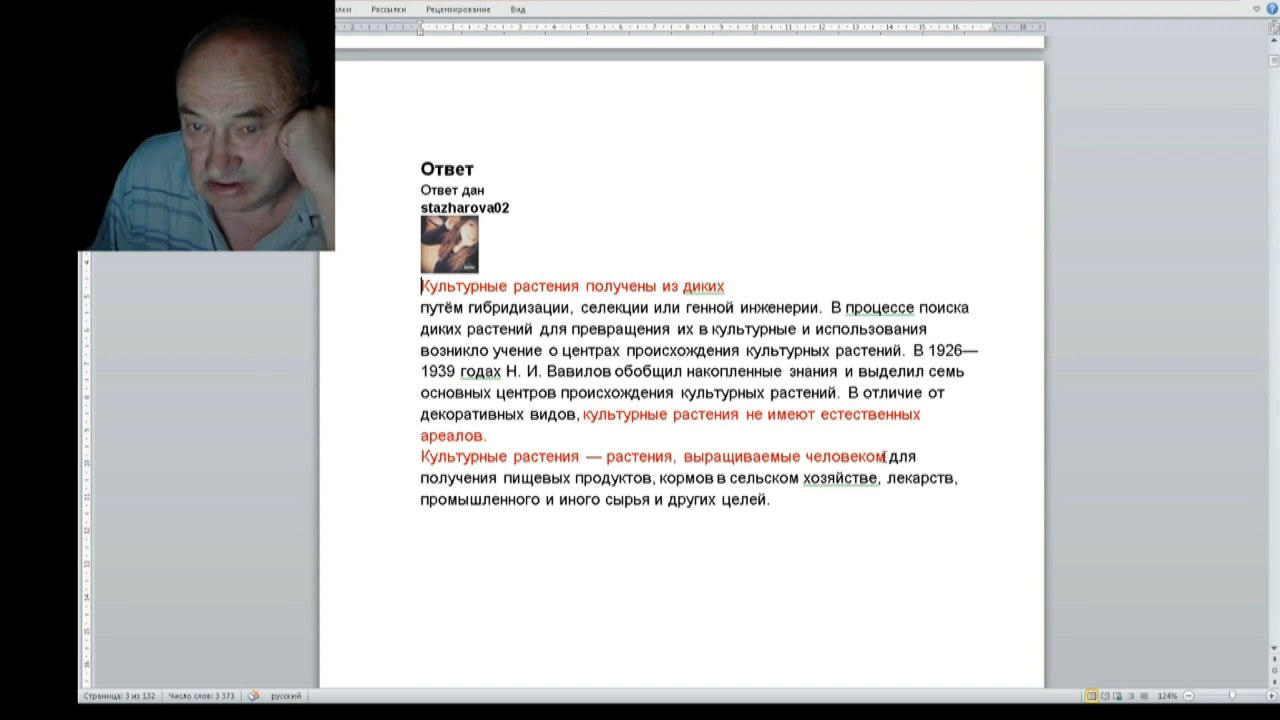 Рассылки Рецензирование Вид
Ответ
Ответ дан
stazharova02
Культурные растения получены из диких
путём гибридизации, селекции или генной инженерии. В процессе поиска
диких растений для превращения их в культурные и использования
возникло учение о центрах происхождения культурных растений. В 1926—
1939 годах Н. И. Вавилов обобщил накопленные знания и выделил семь
основных центров происхождения культурных растений. В отличие от
декоративных видов, культурные растения не имеют естественных
ареалов.
Культурные растения — растения, выращиваемые человеком для
получения пищевых продуктов, кормов в сельском хозяйстве, лекарств,
промышленного и иного сырья и других целей.
Страница: 3 из 132 Число слов: 3 373 русский 124%